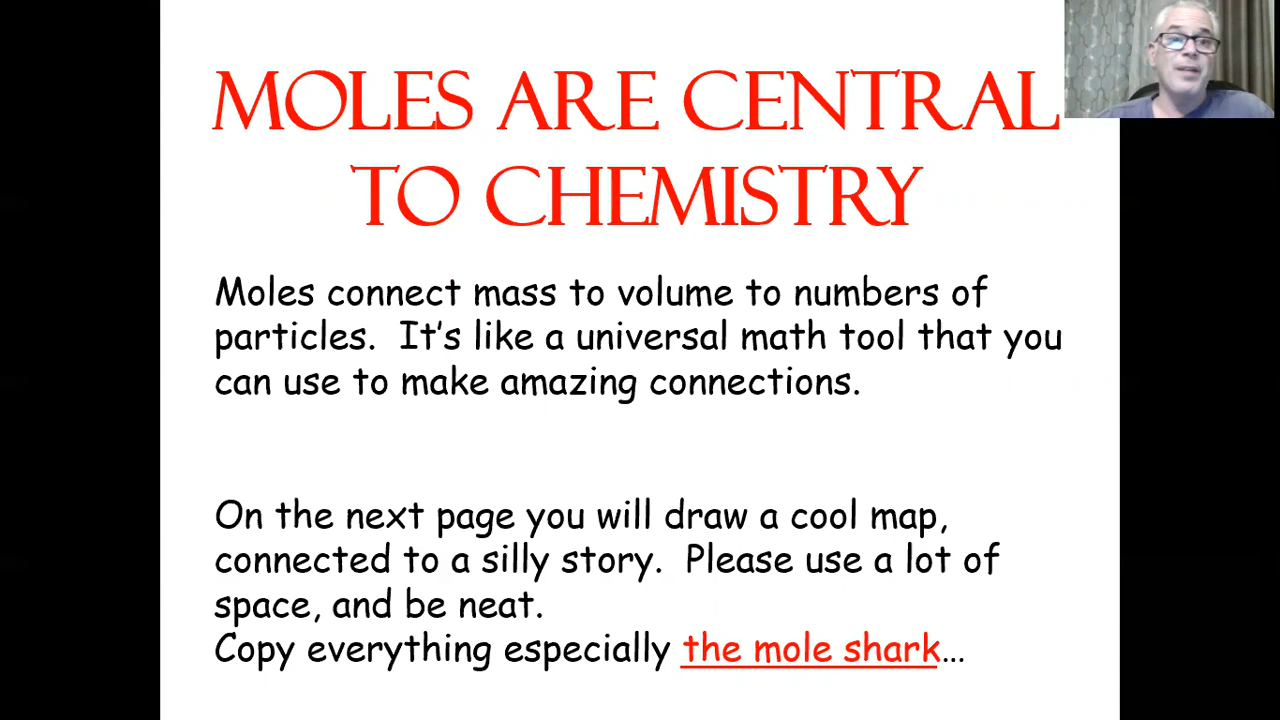 MOLES ARE CENTRAL
TO CHEMISTRY
Moles connect mass to volume to numbers of
particles.  It's like a universal math tool that you
can use to make amazing connections.
On the next page you will draw a cool map,
connected to a silly story.  Please use a lot of
space, and be neat.
Copy everything especially the mole shark…